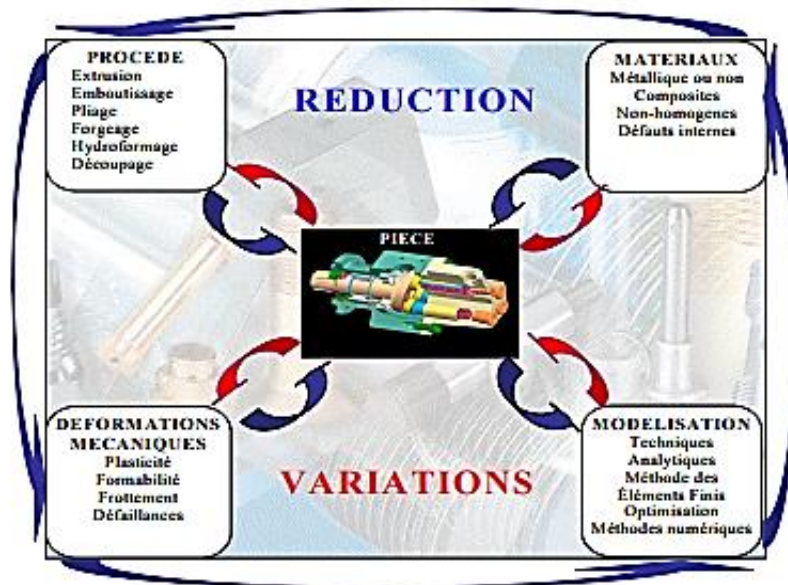 PROCEDE
Extrusion
Emboutissage
Pliage
Forgeage
Hydroformage
Découpage
REDUCTION
MATERIAUX
Métallique ou non
Composites
Non-homogenes
Défauts internes
PIECE
DEFORMATIONS
MECANIQUES
Plasticité
Formabilité
Frottement
Défaillances
VARIATIONS
MODELISATION
Techniques
Analytiques
Méthode des
Éléments Finis
Optimisation
Méthodes numériques